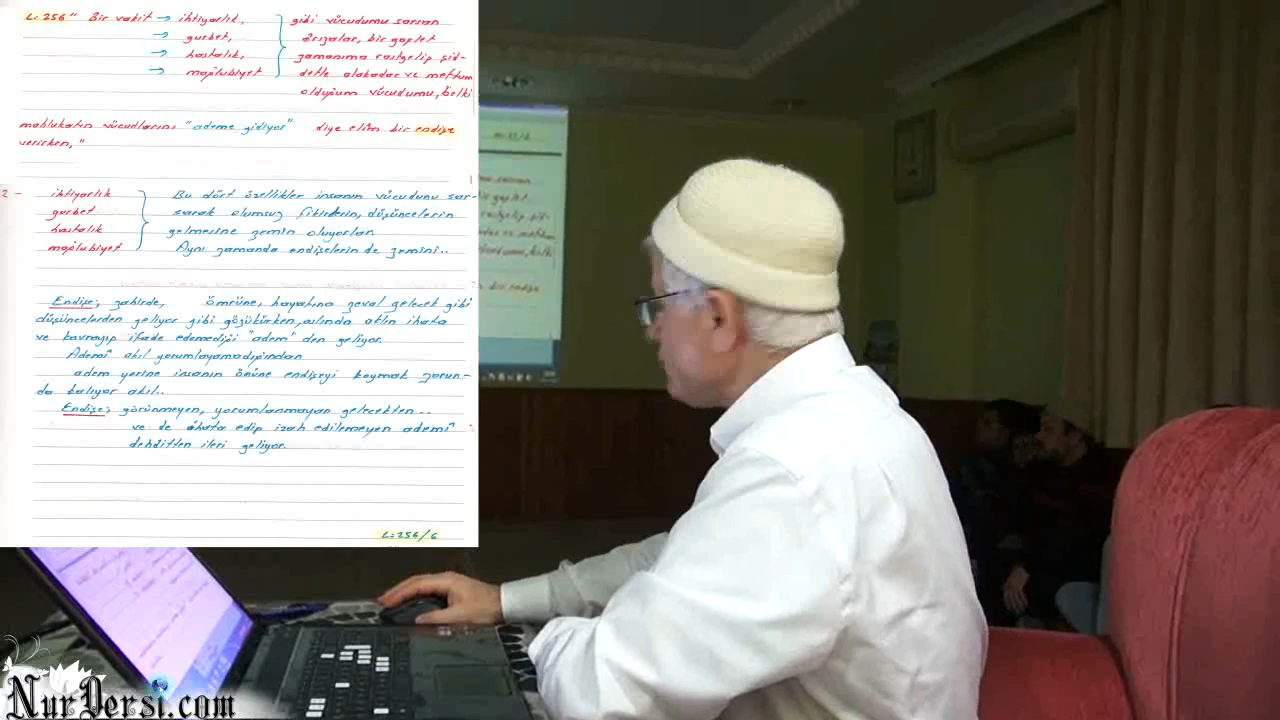 L: 256 " Bir vakit → ihtiyarlık, gibi vücudumu sarsan
→ gurbet, ârızalar, bir gaflet
→ hastalık, zamanıma rastgelip şid-
→ mağlubiyet detle alakadar ve meftum
olduğum vücudumu, belki
mahlukatın vücudlarını "ademe gidiyor" diye elîm bir endişe
verirken,"
2 -
ihtiyarlık Bu dört özellikler insanın vücudunu sar-
gurbet sarak olumsuz fikirlerin, düşüncelerin
hastalık gelmesine zemin oluyorlar.
mağlubiyet Aynı zamanda endişelerin de zemini..
Endişe; zahirde, ömrüne, hayatına zeval gelecek gibi
düşüncelerden geliyor gibi gözükürken, aslında aklın ihata
ve kavrayıp ifade edemediği "adem" den geliyor.
Ademi akıl yorumlayamadığından
adem yerine insanın önüne endişeyi koymak zorun-
da kalıyor akıl..
Endişe; görünmeyen, yorumlanmayan gelecekten..
ve de ihata edip izah edilemeyen ademî
dehditten ileri geliyor.
L:256/6
NurDersi.com